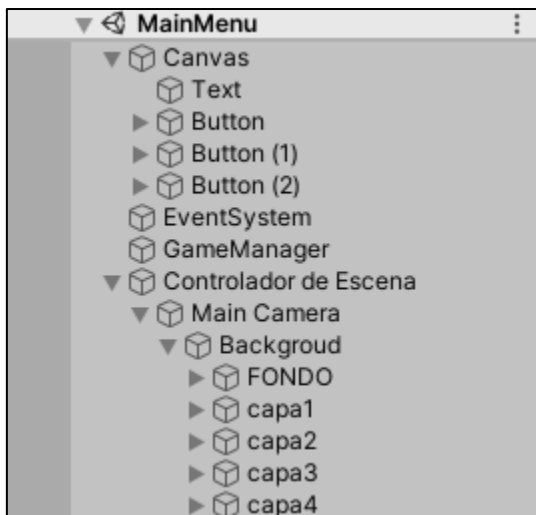 MainMenu
Canvas
Text
Button
Button (1)
Button (2)
EventSystem
GameManager
Controlador de Escena
Main Camera
Backgroud
FONDO
capa1
capa2
capa3
capa4